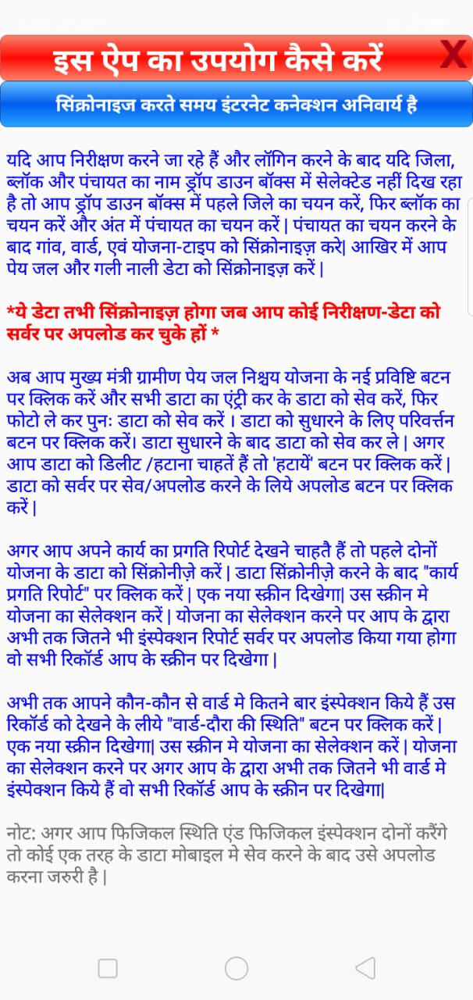 इस ऐप का उपयोग कैसे करें
X
सिंक्रोनाइज करते समय इंटरनेट कनेक्शन अनिवार्य है
यदि आप निरीक्षण करने जा रहे हैं और लॉगिन करने के बाद यदि जिला,
ब्लॉक और पंचायत का नाम ड्रॉप डाउन बॉक्स में सेलेक्टेड नहीं दिख रहा
है तो आप ड्रॉप डाउन बॉक्स में पहले जिले का चयन करें, फिर ब्लॉक का
चयन करें और अंत में पंचायत का चयन करें | पंचायत का चयन करने के
बाद गांव, वार्ड, एवं योजना-टाइप को सिंक्रोनाइज़ करे| आखिर में आप
पेय जल और गली नाली डेटा को सिंक्रोनाइज़ करें |
*ये डेटा तभी सिंक्रोनाइज़ होगा जब आप कोई निरीक्षण-डेटा को
सर्वर पर अपलोड कर चुके हों *
अब आप मुख्य मंत्री ग्रामीण पेय जल निश्चय योजना के नई प्रविष्टि बटन
पर क्लिक करें और सभी डाटा का एंट्री कर के डाटा को सेव करें, फिर
फोटो ले कर पुनः डाटा को सेव करें । डाटा को सुधारने के लिए परिवर्त्तन
बटन पर क्लिक करें। डाटा सुधारने के बाद डाटा को सेव कर ले | अगर
आप डाटा को डिलीट /हटाना चाहतें हैं तो 'हटायें' बटन पर क्लिक करें |
डाटा को सर्वर पर सेव/अपलोड करने के लिये अपलोड बटन पर क्लिक
करें |
अगर आप अपने कार्य का प्रगति रिपोर्ट देखने चाहतै हैं तो पहले दोनों
योजना के डाटा को सिंक्रोनीज़े करें | डाटा सिंक्रोनीज़े करने के बाद "कार्य
प्रगति रिपोर्ट" पर क्लिक करें | एक नया स्क्रीन दिखेगा| उस स्क्रीन मे
योजना का सेलेक्शन करें | योजना का सेलेक्शन करने पर आप के द्वारा
अभी तक जितने भी इंस्पेक्शन रिपोर्ट सर्वर पर अपलोड किया गया होगा
वो सभी रिकॉर्ड आप के स्क्रीन पर दिखेगा |
अभी तक आपने कौन-कौन से वार्ड मे कितने बार इंस्पेक्शन किये हैं उस
रिकॉर्ड को देखने के लीये "वार्ड-दौरा की स्थिति" बटन पर क्लिक करें |
एक नया स्क्रीन दिखेगा| उस स्क्रीन मे योजना का सेलेक्शन करें | योजना
का सेलेक्शन करने पर अगर आप के द्वारा अभी तक जितने भी वार्ड मे
इंस्पेक्शन किये हैं वो सभी रिकॉर्ड आप के स्क्रीन पर दिखेगा|
नोट: अगर आप फिजिकल स्थिति एंड फिजिकल इंस्पेक्शन दोनों करैंगे
तो कोई एक तरह के डाटा मोबाइल मे सेव करने के बाद उसे अपलोड
करना जरुरी है |